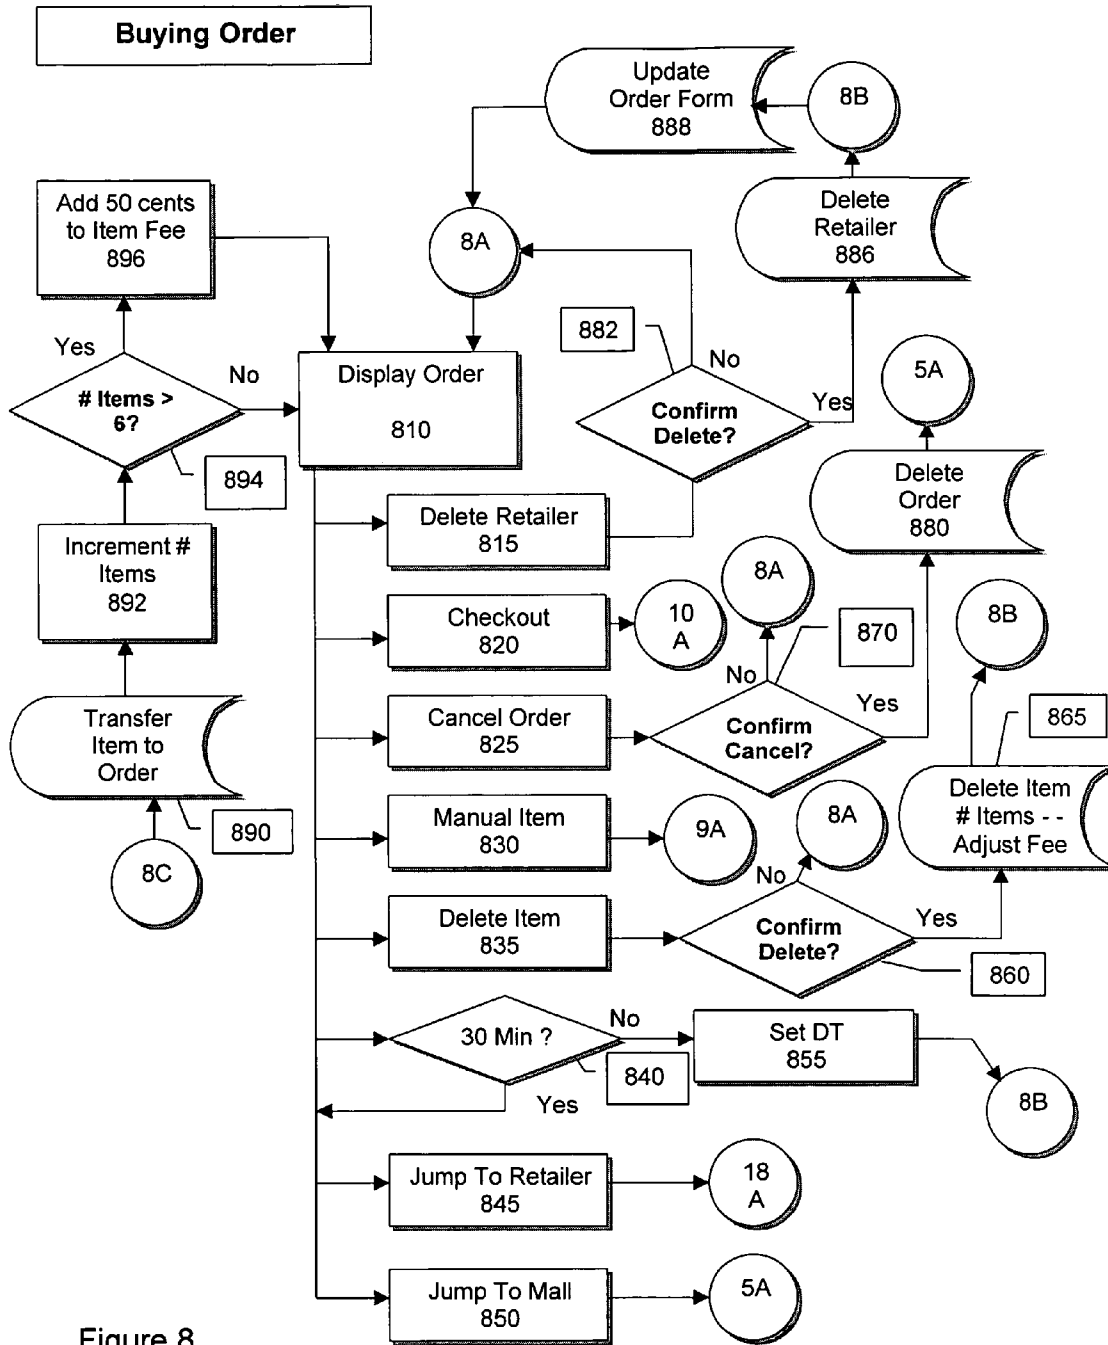 Buying Order
Update
Order Form
888
8B
Add 50 cents
to Item Fee
896
Delete
Retailer
886
8A
882
Yes
No
No
# Items >
6?
Display Order
810
Confirm
Delete?
Yes
5A
894
Delete
Order
880
Delete Retailer
815
Increment #
Items
892
8A
10
A
Checkout
820
870
8B
No
Transfer
Item to
Order
Cancel Order
825
Confirm
Cancel?
Yes
865
890
Manual Item
830
9A
8A
Delete Item
# Items - -
Adjust Fee
8C
No
Delete Item
835
Confirm
Delete?
Yes
860
30 Min ?
No
Set DT
855
840
Yes
8B
Jump To Retailer
845
18
A
Jump To Mall
850
5A
Figure 8